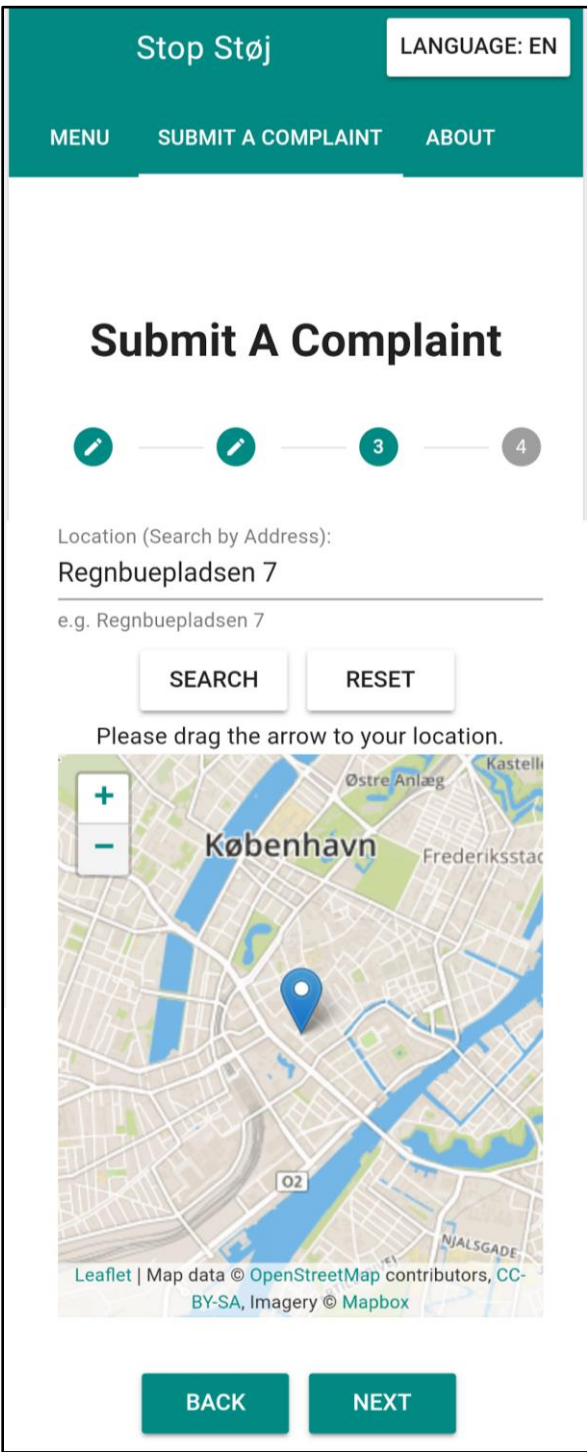 Stop Støj
LANGUAGE: EN
MENU
SUBMIT A COMPLAINT
ABOUT
Submit A Complaint
3
4
Location (Search by Address):
Regnbuepladsen 7
e.g. Regnbuepladsen 7
SEARCH
RESET
Please drag the arrow to your location.
+
−
Østre Anlæg
København
O2
NJALSGADE
Leaflet | Map data © OpenStreetMap contributors, CC-
BY-SA, Imagery © Mapbox
BACK
NEXT